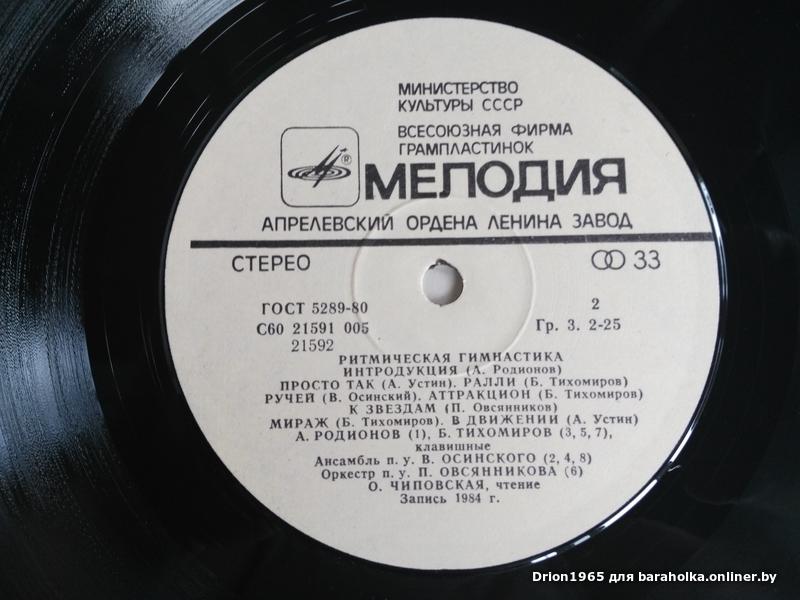 МИНИСТЕРСТВО
КУЛЬТУРЫ СССР
ВСЕСОЮЗНАЯ ФИРМА
ГРАМПЛАСТИНОК
®
МЕЛОДИЯ
АПРЕЛЕВСКИЙ ОРДЕНА ЛЕНИНА ЗАВОД
СТЕРЕО 33
ГОСТ 5289-80 2
С60 21591 005 Гр. 3. 2-25
21592
РИТМИЧЕСКАЯ ГИМНАСТИКА
ИНТРОДУКЦИЯ (А. Родионов)
ПРОСТО ТАК (А. Устин). РАЛЛИ (Б. Тихомиров)
РУЧЕЙ (В. Осинский). АТТРАКЦИОН (Б. Тихомиров)
К ЗВЕЗДАМ (П. Овсянников)
МИРАЖ (Б. Тихомиров). В ДВИЖЕНИИ (А. Устин)
А. РОДИОНОВ (1), Б. ТИХОМИРОВ (3, 5, 7),
клавишные
Ансамбль п. у. В. ОСИНСКОГО (2, 4, 8)
Оркестр п. у. П. ОВСЯННИКОВА (6)
О. ЧИПОВСКАЯ, чтение
Запись 1984 г.
Drion1965 для baraholka.onliner.by